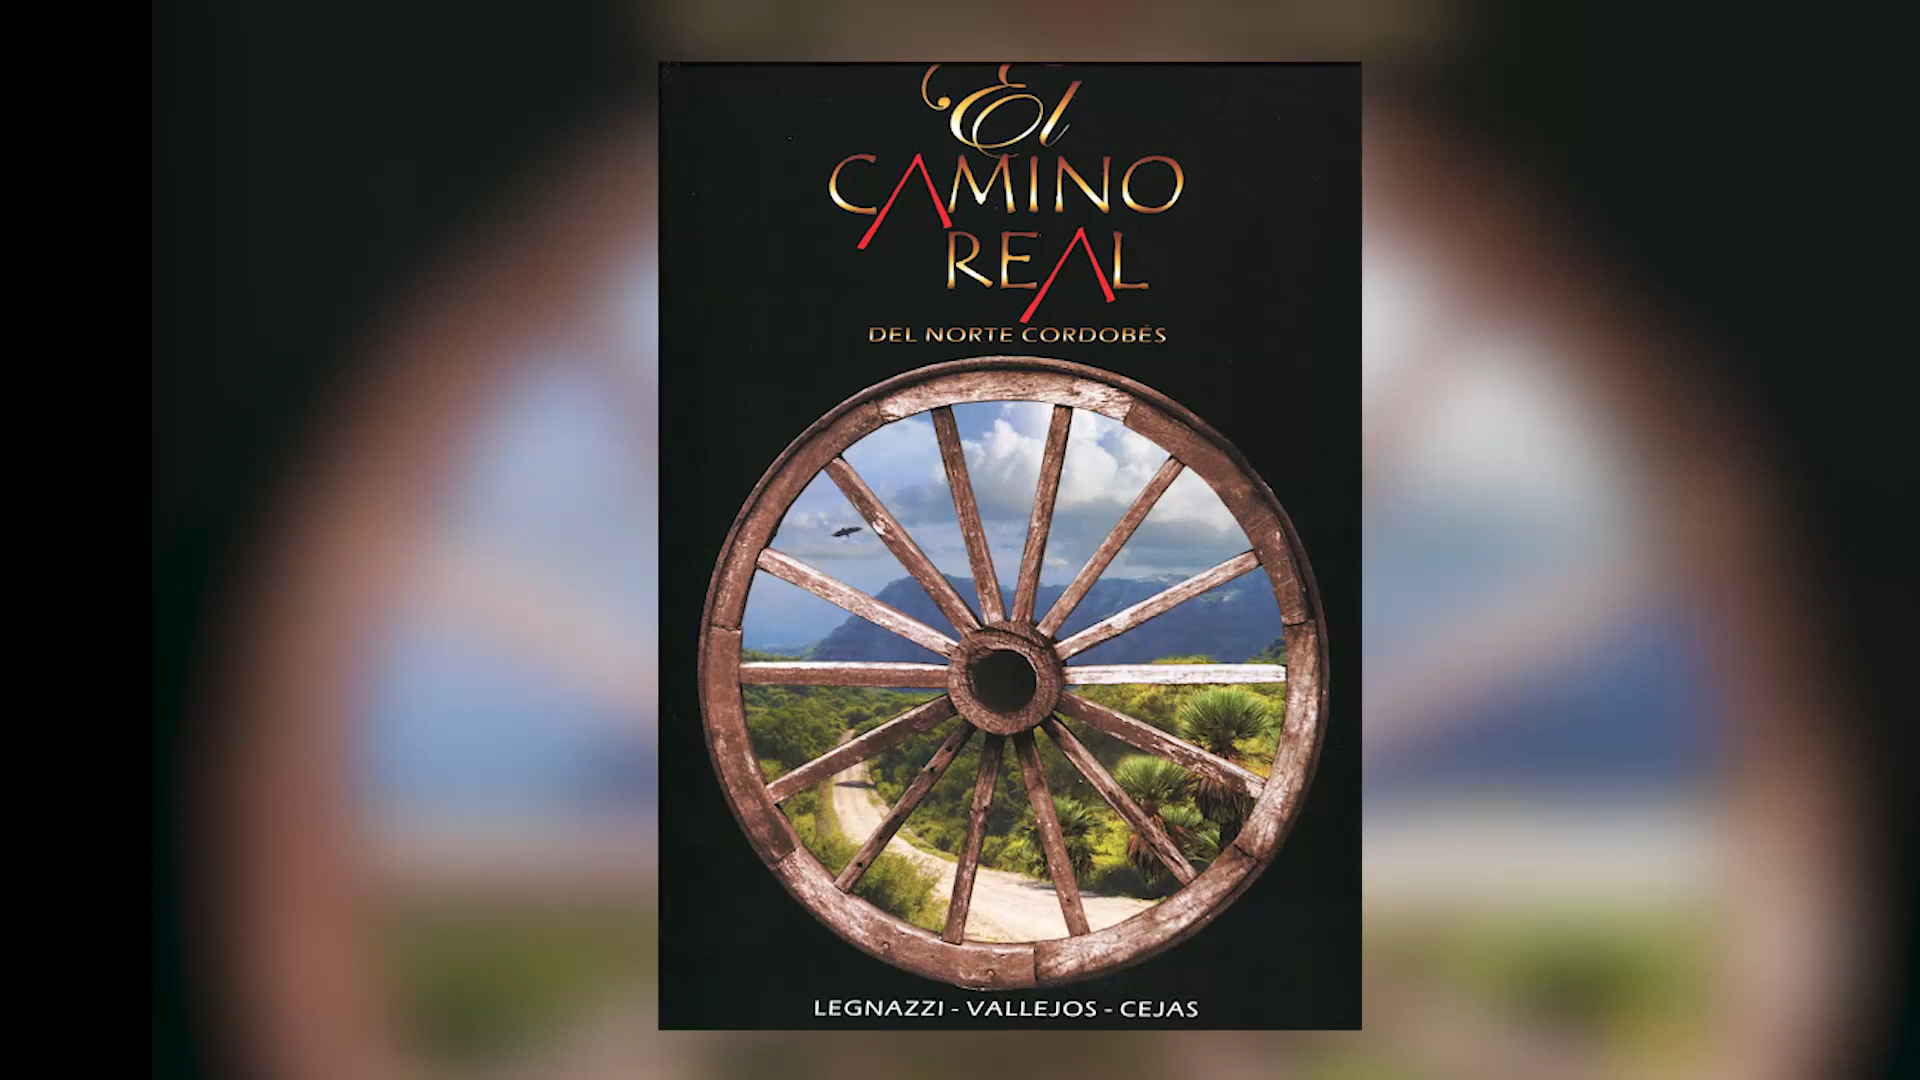 El
CAMINO
REAL
DEL NORTE CORDOBÉS
LEGNAZZI - VALLEJOS - CEJAS